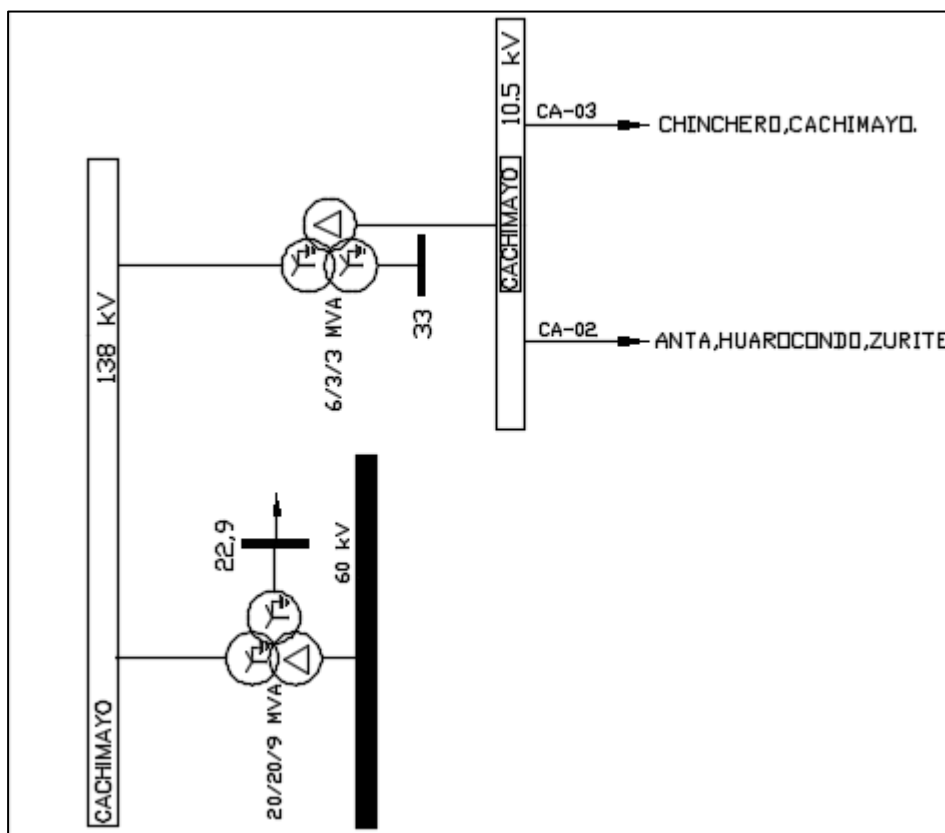 10.5 kV
CACHIMAYO
CA-03
CHINCHERO,CACHIMAYO.
CA-02
ANTA,HUAROCONDO,ZURITE
138 kV
CACHIMAYO
6/3/3 MVA
33
22,9
60 kV
20/20/9 MVA